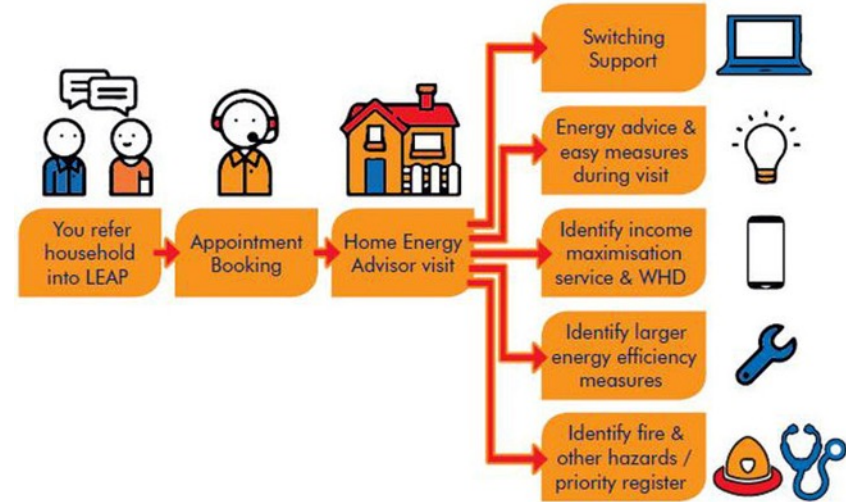 You refer
household
into LEAP
Appointment
Booking
Home Energy
Advisor visit
Switching
Support
Energy advice &
easy measures
during visit
Identify income
maximisation
service & WHD
Identify larger
energy efficiency
measures
Identify fire &
other hazards /
priority register